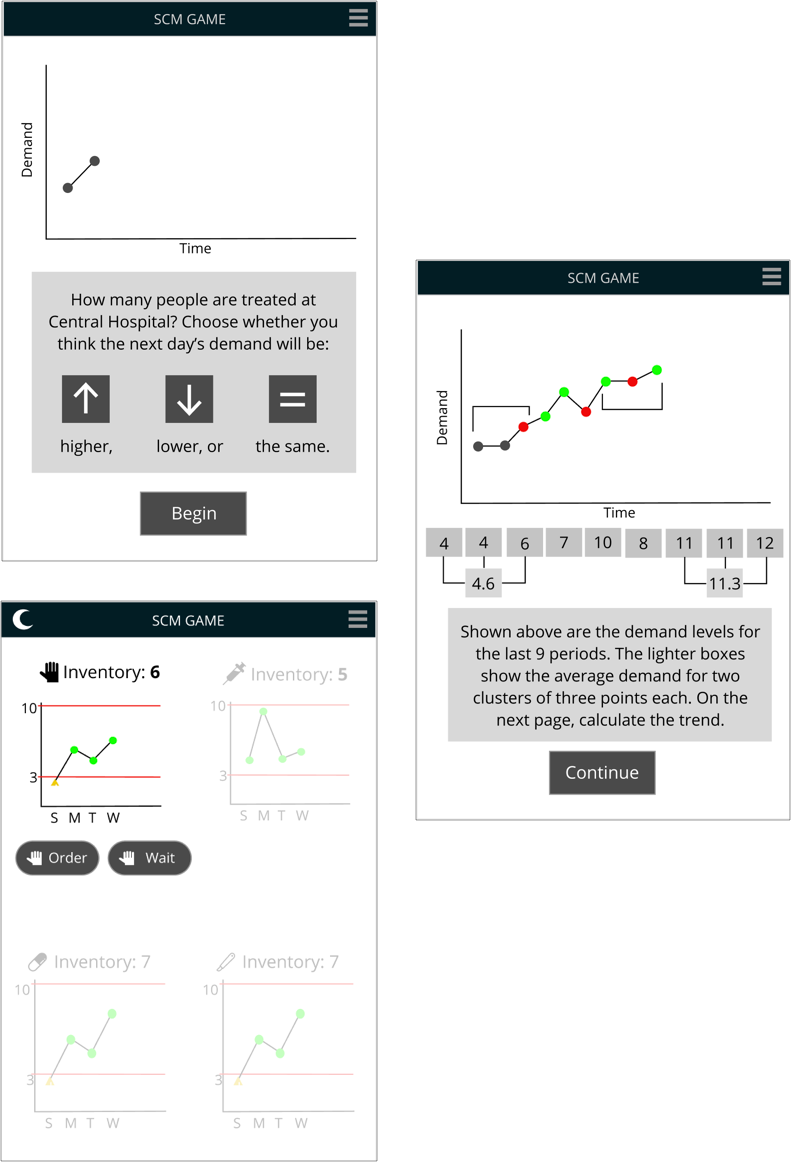 SCM GAME
Demand
Time
How many people are treated at
Central Hospital? Choose whether you
think the next day's demand will be:
higher,
lower, or
the same.
Begin
SCM GAME
Demand
Time
4 4 6 7 10 8 11 11 12
4.6 11.3
Shown above are the demand levels for
the last 9 periods. The lighter boxes
show the average demand for two
clusters of three points each. On the
next page, calculate the trend.
Continue
SCM GAME
Inventory: 6
10
3
S M T W
Order
Wait
Inventory: 5
10
3
S M T W
Inventory: 7
10
3
S M T W
Inventory: 7
10
3
S M T W